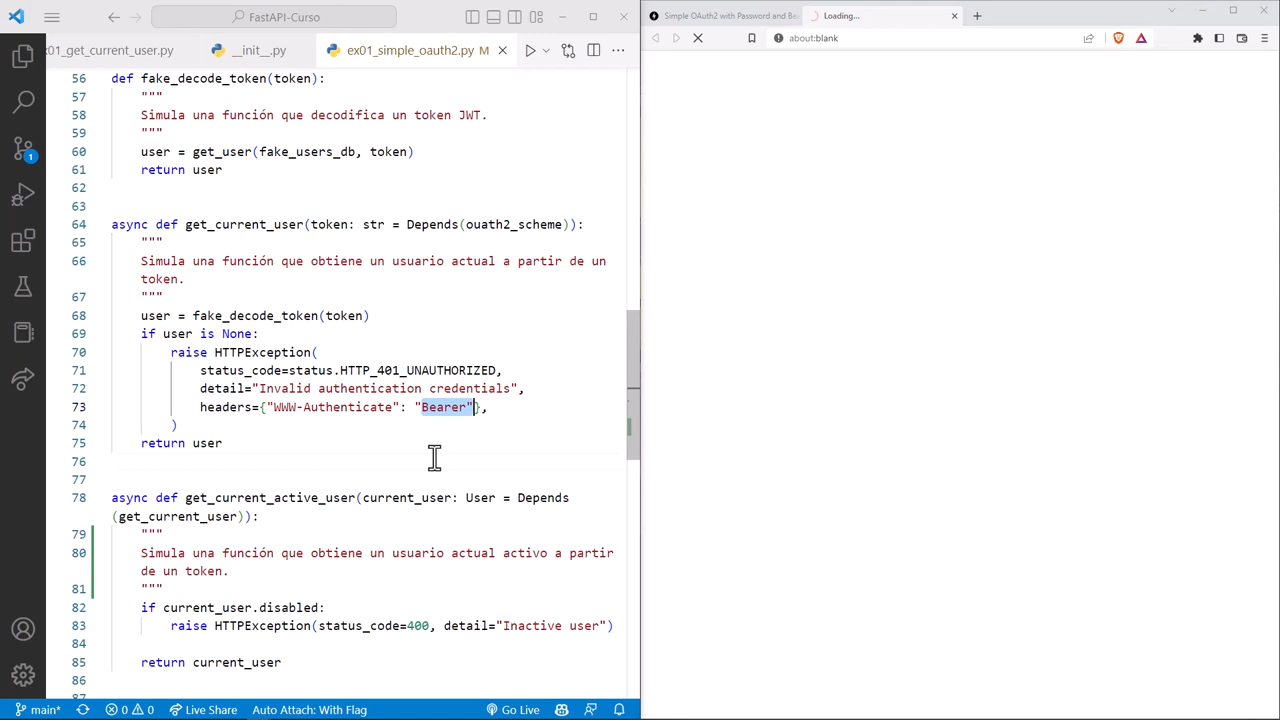 FastAPI-Curso
01_get_current_user.py
__init__.py
ex01_simple_oauth2.py M
56 def fake_decode_token(token):
57 """
58 Simula una función que decodifica un token JWT.
59 """
60 user = get_user(fake_users_db, token)
61 return user
62
63
64 async def get_current_user(token: str = Depends(ouath2_scheme)):
65 """
66 Simula una función que obtiene un usuario actual a partir de un
token.
67 """
68 user = fake_decode_token(token)
69 if user is None:
70 raise HTTPException(
71 status_code=status.HTTP_401_UNAUTHORIZED,
72 detail="Invalid authentication credentials",
73 headers={"WWW-Authenticate": "Bearer"},
74 )
75 return user
76
77
78 async def get_current_active_user(current_user: User = Depends
(get_current_user)):
79 """
80 Simula una función que obtiene un usuario actual activo a partir
de un token.
81 """
82 if current_user.disabled:
83 raise HTTPException(status_code=400, detail="Inactive user")
84
85 return current_user
86
1
main*
0 0
Live Share
Auto Attach: With Flag
Go Live
Simple OAuth2 with Password and Be
Loading...
about:blank